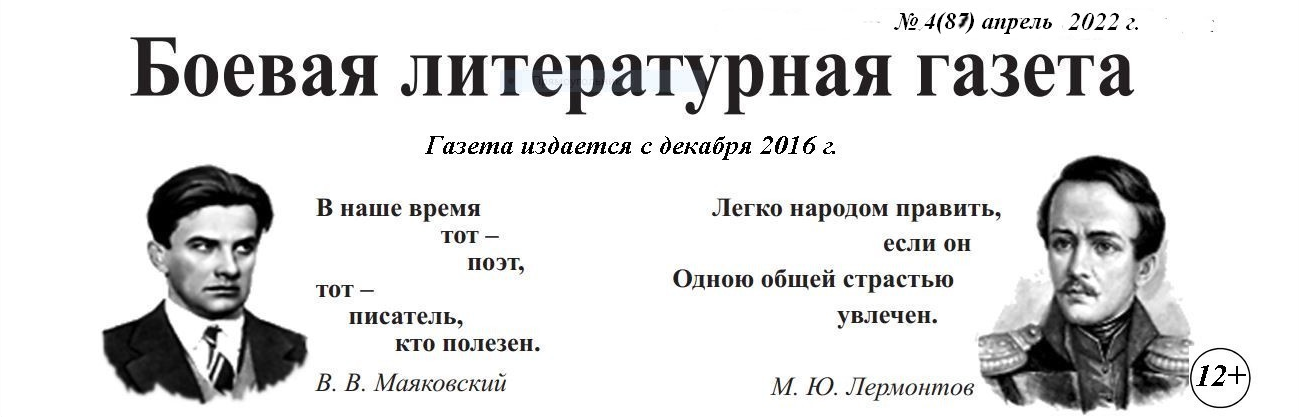 № 4(87) апрель 2022 г.
Боевая литературная газета
Газета издается с декабря 2016 г.
В наше время
тот –
поэт,
тот –
писатель,
кто полезен.
В. В. Маяковский
Легко народом править,
если он
Одною общей страстью
увлечен.
М. Ю. Лермонтов
12+